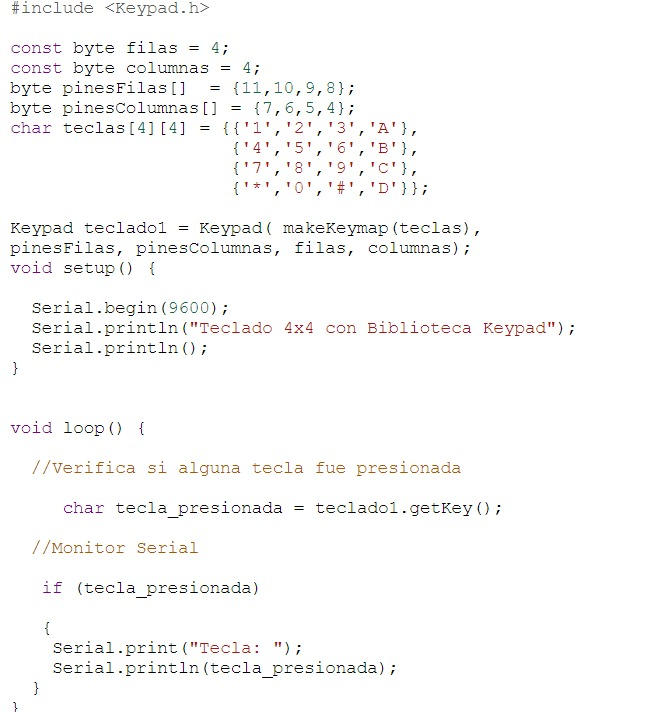 #include <Keypad.h>
const byte filas = 4;
const byte columnas = 4;
byte pinesFilas[]  = {11,10,9,8};
byte pinesColumnas[] = {7,6,5,4};
char teclas[4][4] = {{'1','2','3','A'},
{'4','5','6','B'},
{'7','8','9','C'},
{'*','0','#','D'}};
Keypad teclado1 = Keypad( makeKeymap(teclas),
pinesFilas, pinesColumnas, filas, columnas);
void setup() {
Serial.begin(9600);
Serial.println("Teclado 4x4 con Biblioteca Keypad");
Serial.println();
}
void loop() {
//Verifica si alguna tecla fue presionada
char tecla_presionada = teclado1.getKey();
//Monitor Serial
if (tecla_presionada)
{
Serial.print("Tecla: ");
Serial.println(tecla_presionada);
}
}